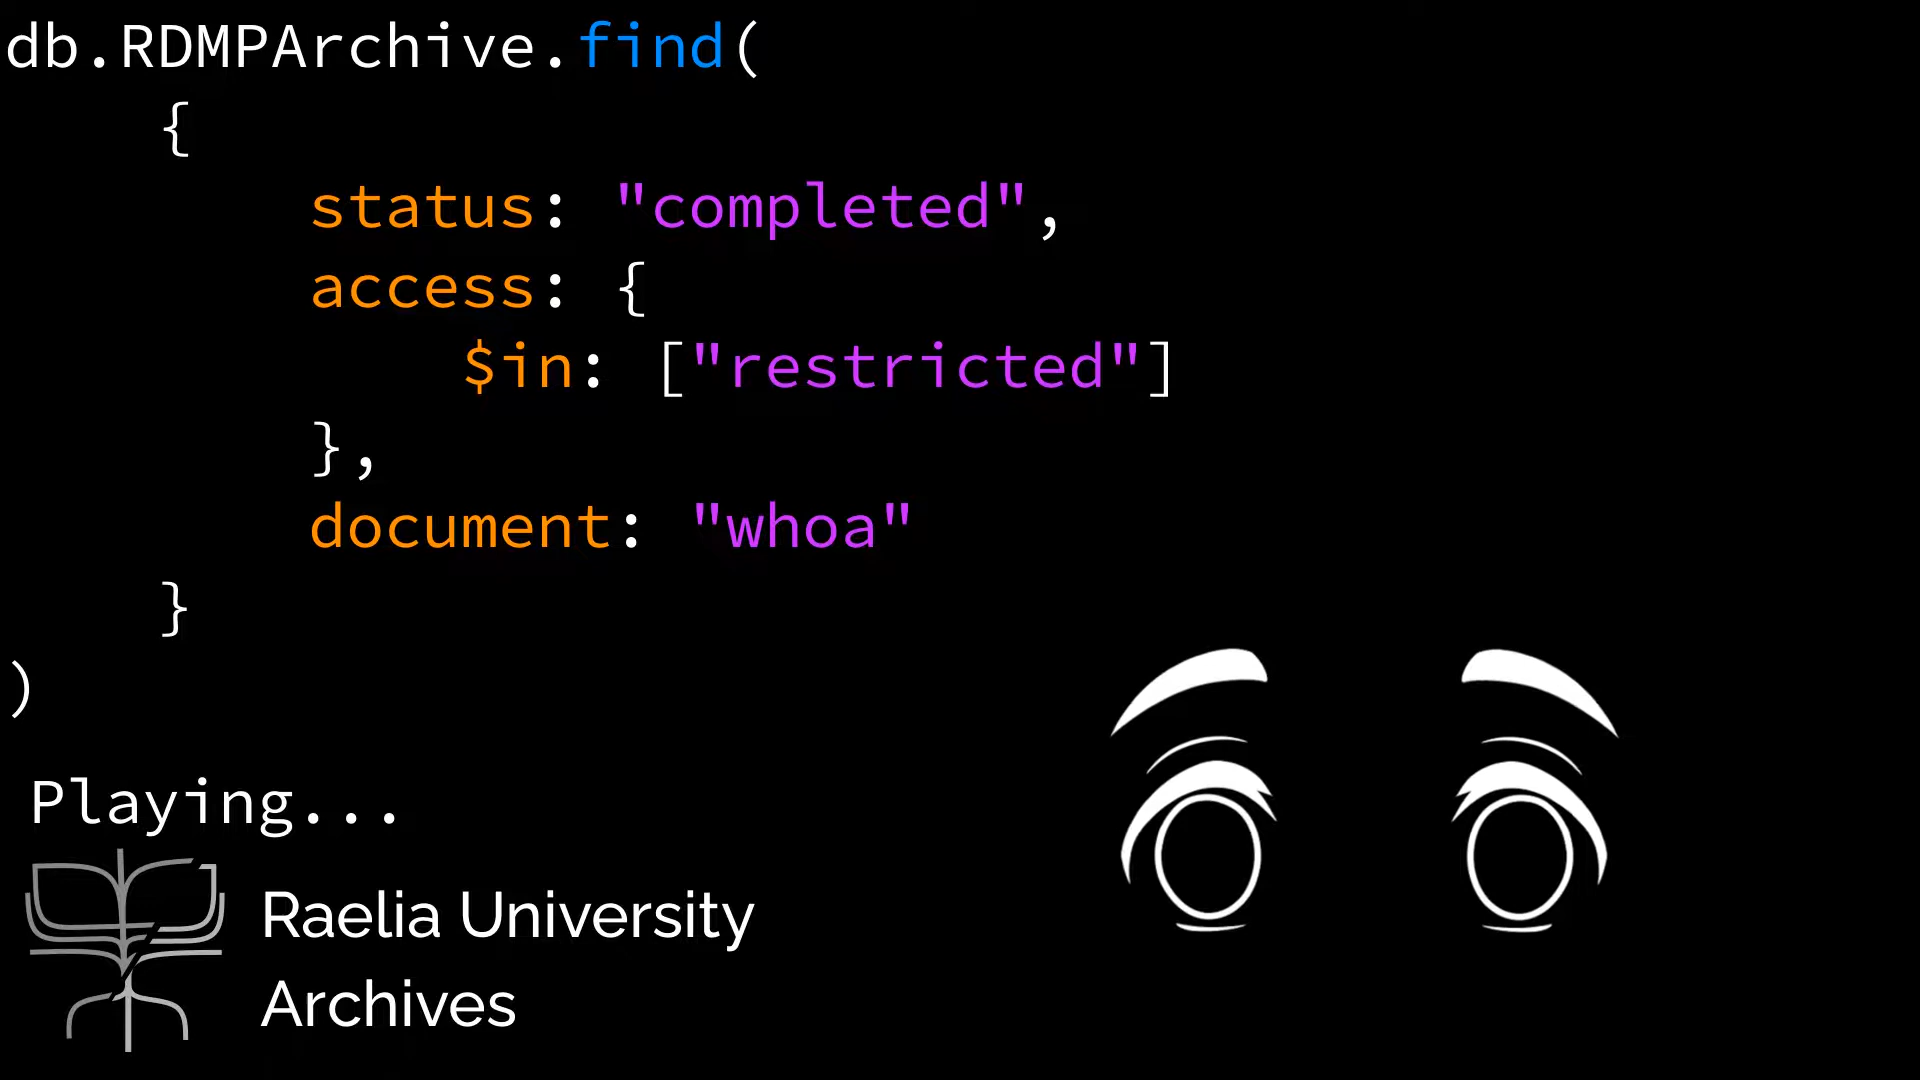 db.RDMPArchive.find(
{
status: "completed",
access: {
$in: ["restricted"]
},
document: "whoa"
}
)
Playing...
Raelia University
Archives